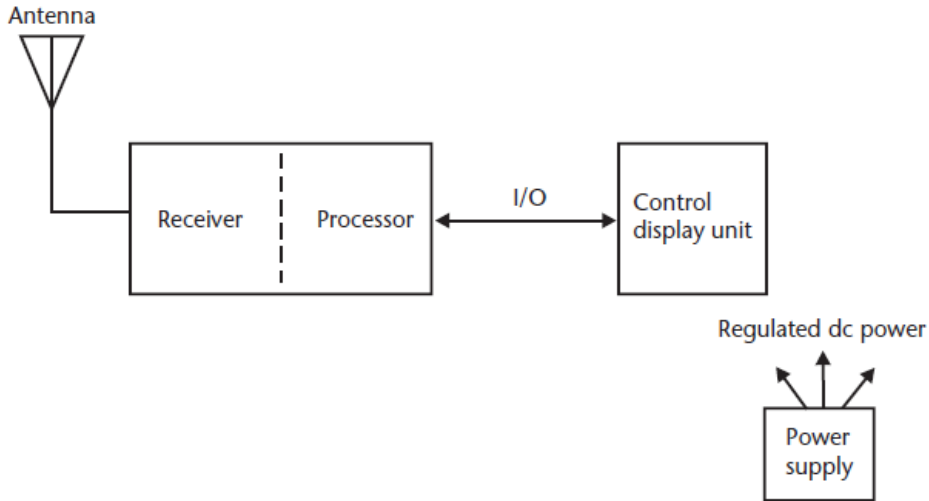 Antenna
Receiver
Processor
I/O
Control
display unit
Regulated dc power
Power
supply